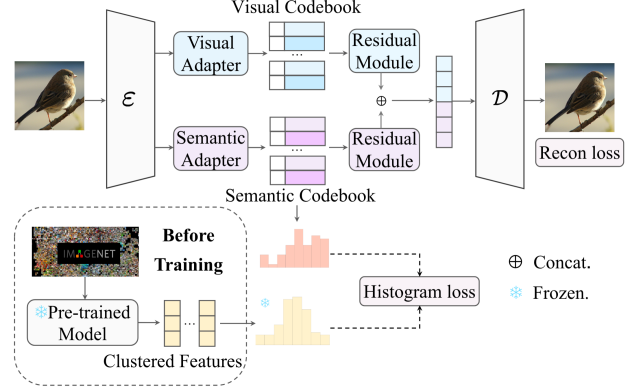 Visual Codebook
Visual
Adapter
...
Residual
Module
ε
⊕
D
Semantic
Adapter
...
Residual
Module
Recon loss
Semantic Codebook
IMAGENET
Before
Training
Histogram loss
⊕ Concat.
❄ Frozen.
❄Pre-trained
Model
...
Clustered Features